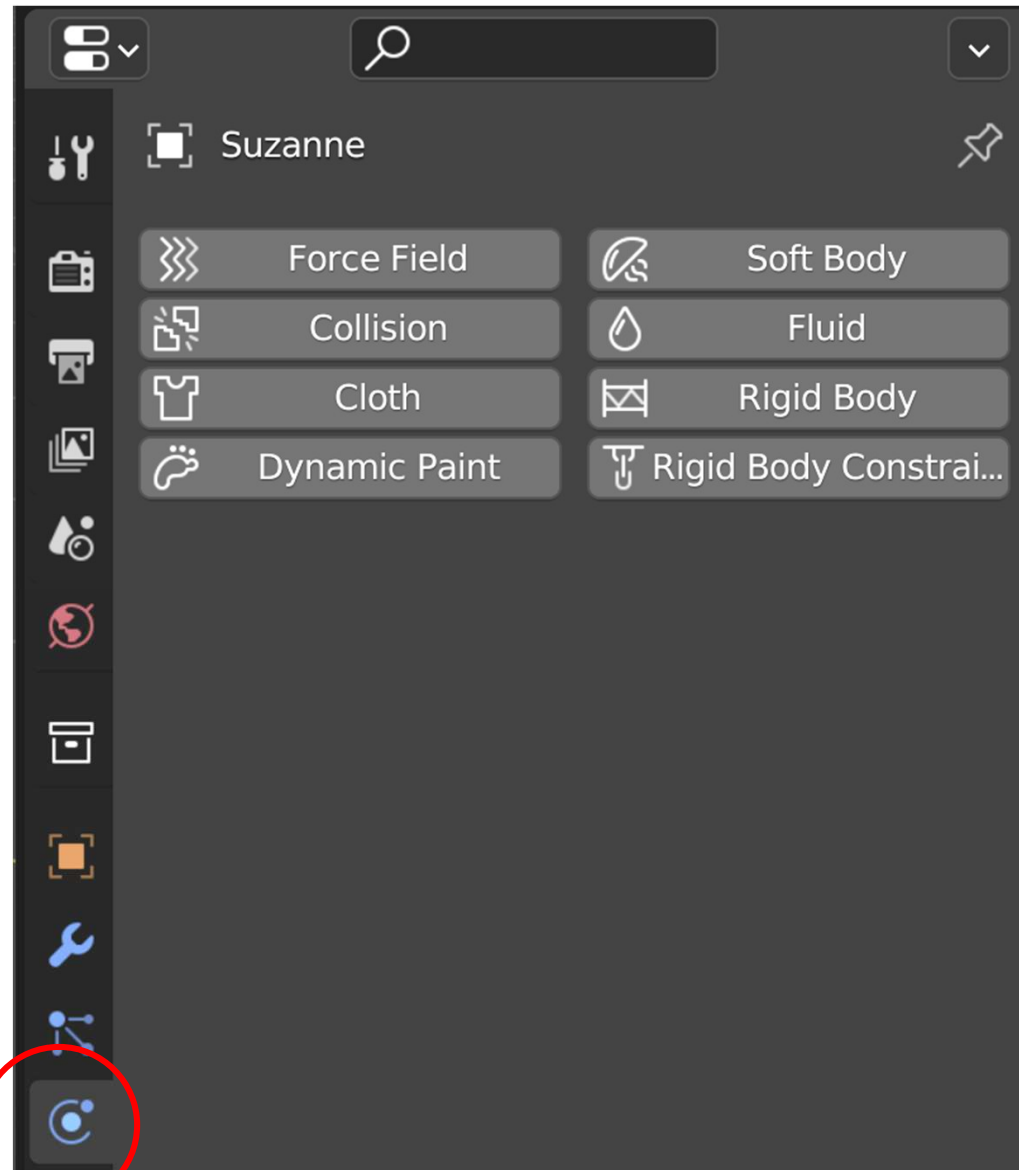 Suzanne
Force Field
Soft Body
Collision
Fluid
Cloth
Rigid Body
Dynamic Paint
Rigid Body Constrai...